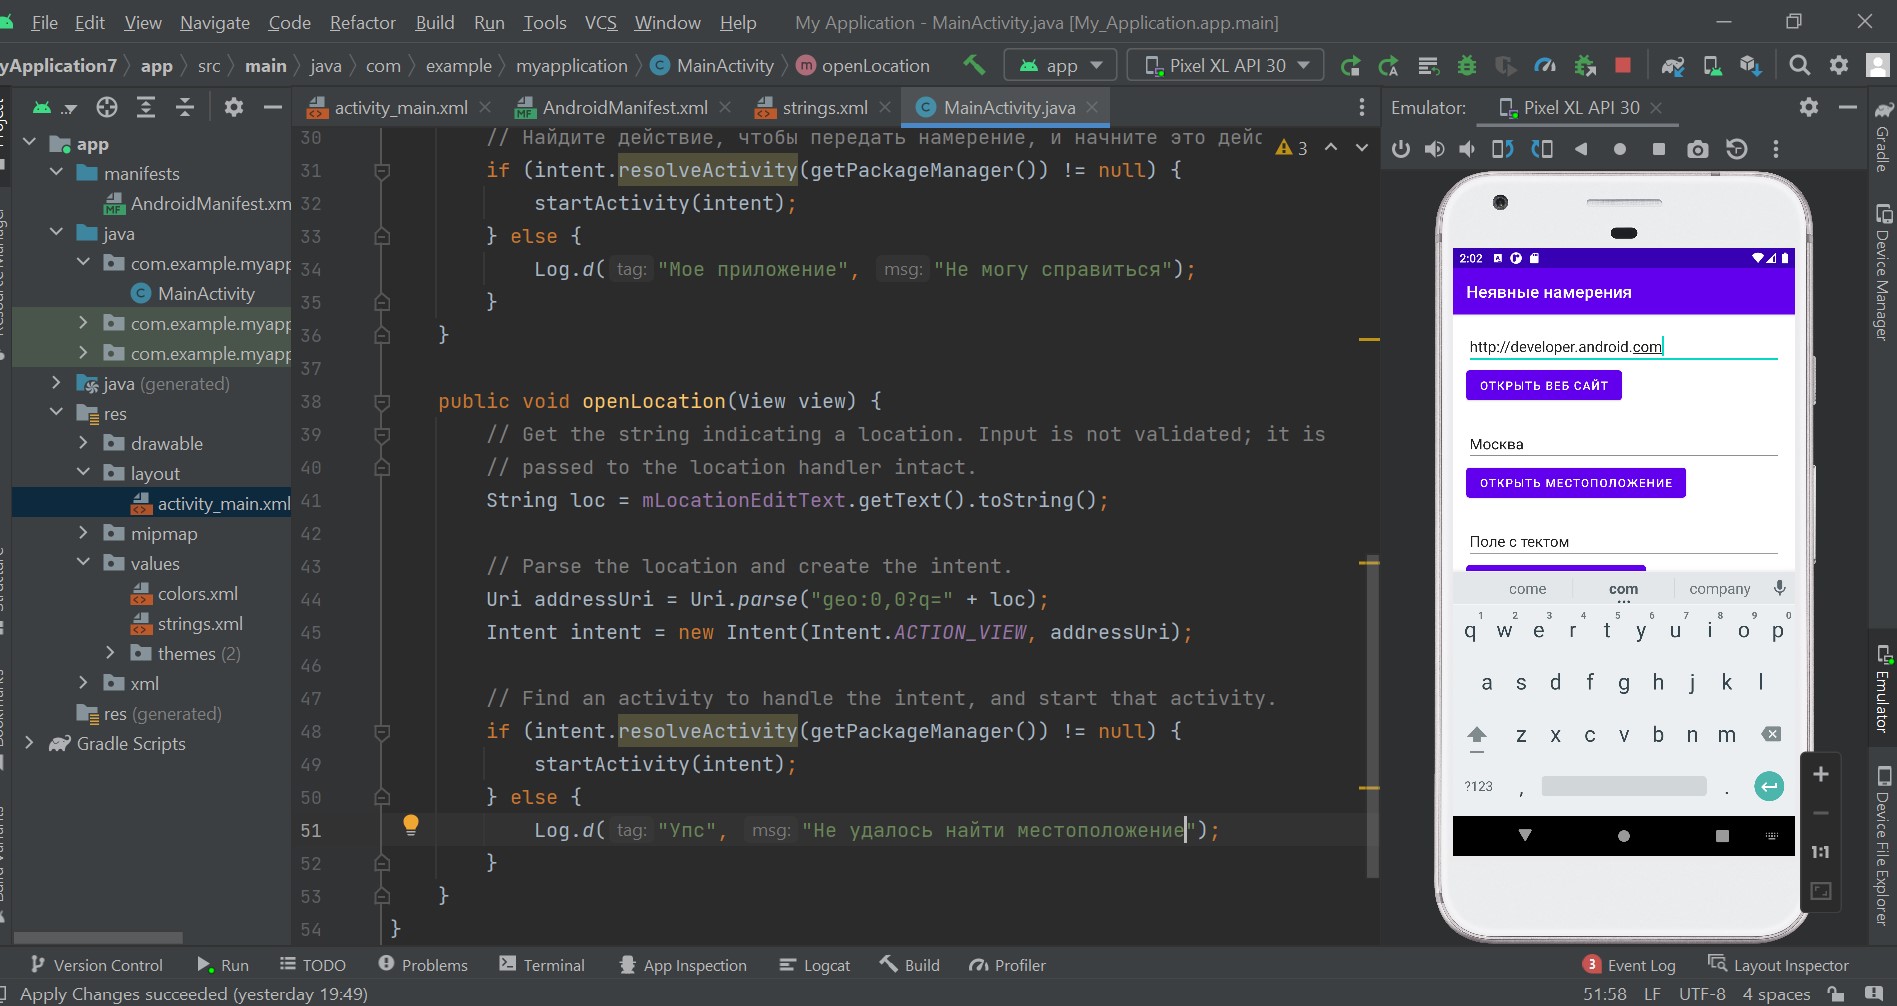 File Edit View Navigate Code Refactor Build Run Tools VCS Window Help My Application - MainActivity.java [My_Application.app.main]
yApplication7 app src main java com example myapplication MainActivity openLocation app Pixel XL API 30
activity_main.xml AndroidManifest.xml strings.xml MainActivity.java
Emulator: Pixel XL API 30
app
manifests
AndroidManifest.xm
java
com.example.myapp
MainActivity
com.example.myapp
com.example.myapp
java (generated)
res
drawable
layout
activity_main.xml
mipmap
values
colors.xml
strings.xml
themes (2)
xml
res (generated)
Gradle Scripts
3
30 // Найдите действие, чтобы передать намерение, и начните это дейс
31 if (intent.resolveActivity(getPackageManager()) != null) {
32 startActivity(intent);
33 } else {
34 Log.d( tag: "Мое приложение", msg: "Не могу справиться");
35 }
36 }
37
38 public void openLocation(View view) {
39 // Get the string indicating a location. Input is not validated; it is
40 // passed to the location handler intact.
41 String loc = mLocationEditText.getText().toString();
42
43 // Parse the location and create the intent.
44 Uri addressUri = Uri.parse("geo:0,0?q=" + loc);
45 Intent intent = new Intent(Intent.ACTION_VIEW, addressUri);
46
47 // Find an activity to handle the intent, and start that activity.
48 if (intent.resolveActivity(getPackageManager()) != null) {
49 startActivity(intent);
50 } else {
51 Log.d( tag: "Упс", msg: "Не удалось найти местоположение");
52 }
53 }
54 }
2:02
Неявные намерения
http://developer.android.com
ОТКРЫТЬ ВЕБ САЙТ
Москва
ОТКРЫТЬ МЕСТОПОЛОЖЕНИЕ
Поле с тектом
come com company
1 2 3 4 5 6 7 8 9 0
q w e r t y u i o p
a s d f g h j k l
z x c v b n m
?123 , .
1:1
Gradle
Device Manager
Emulator
Device File Explorer
Version Control Run TODO Problems Terminal App Inspection Logcat Build Profiler 3 Event Log Layout Inspector
Apply Changes succeeded (yesterday 19:49) 51:58 LF UTF-8 4 spaces